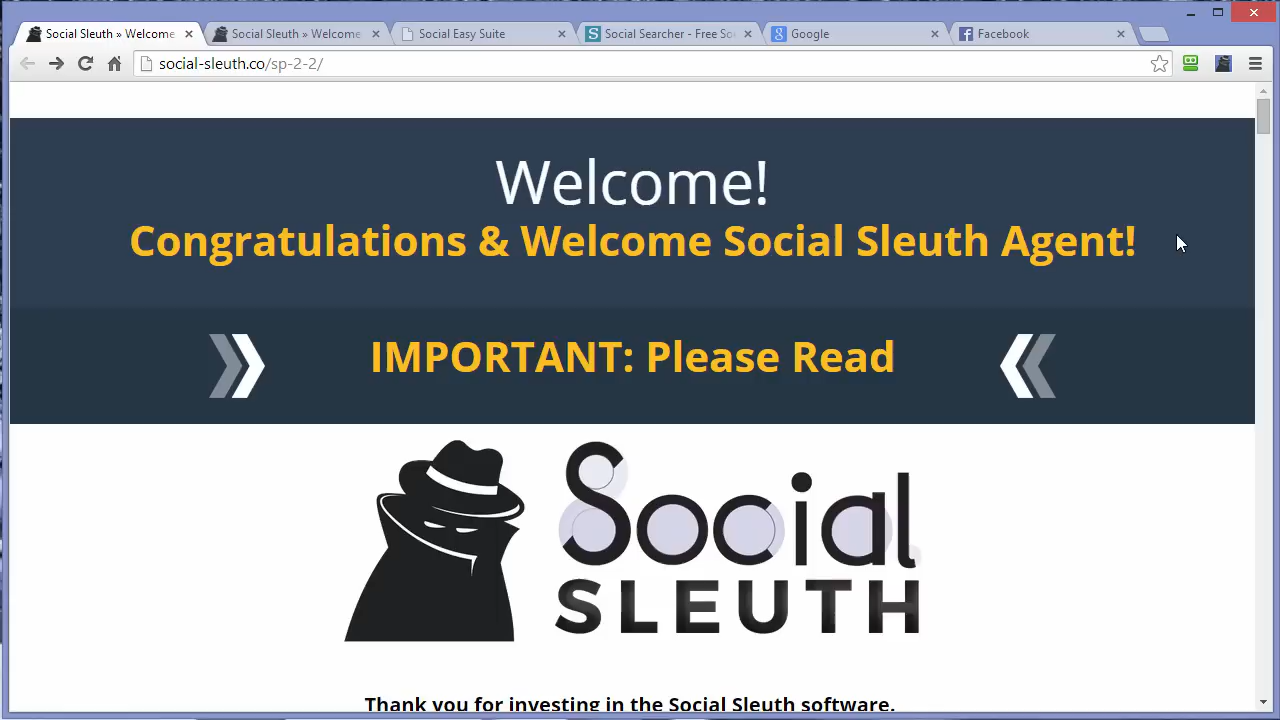 Social Sleuth » Welcome
Social Sleuth » Welcome
Social Easy Suite
Social Searcher - Free So
Google
Facebook
social-sleuth.co/sp-2-2/
Welcome!
Congratulations & Welcome Social Sleuth Agent!
IMPORTANT: Please Read
Social
SLEUTH
Thank you for investing in the Social Sleuth software.